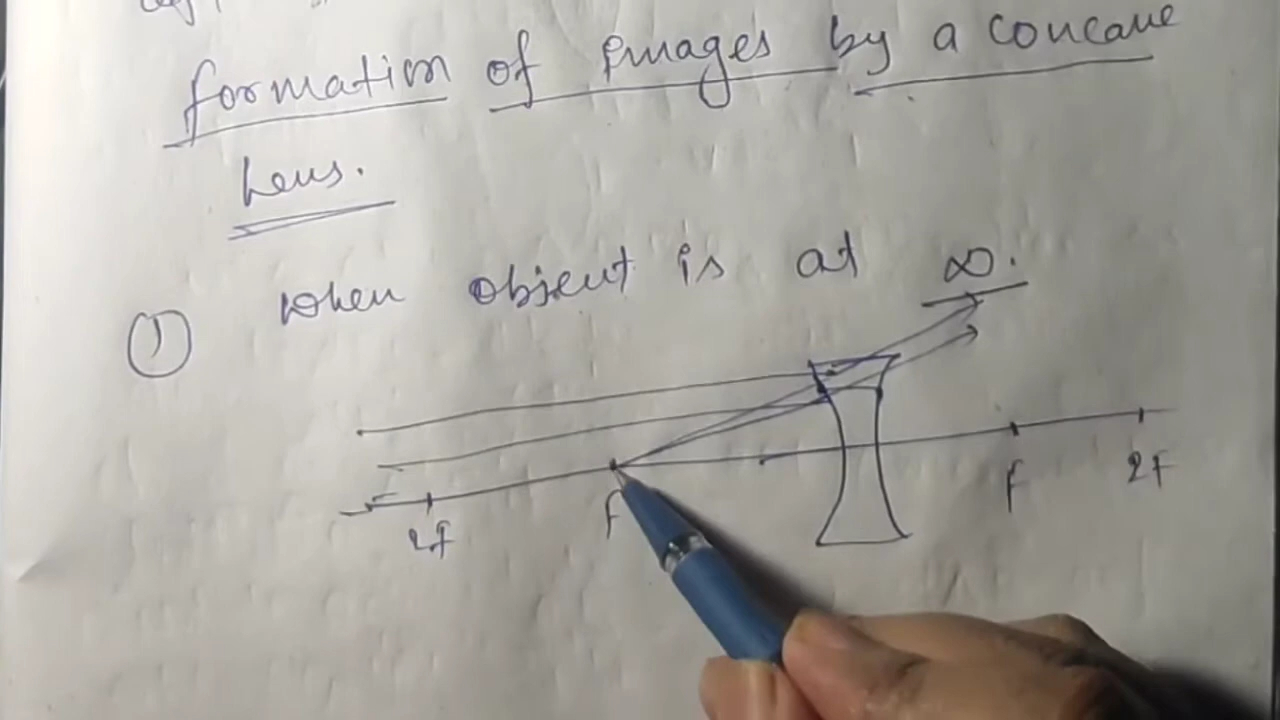 formation of Images by a concave
Lens.
① When object is at ∞.
2f f f 2f